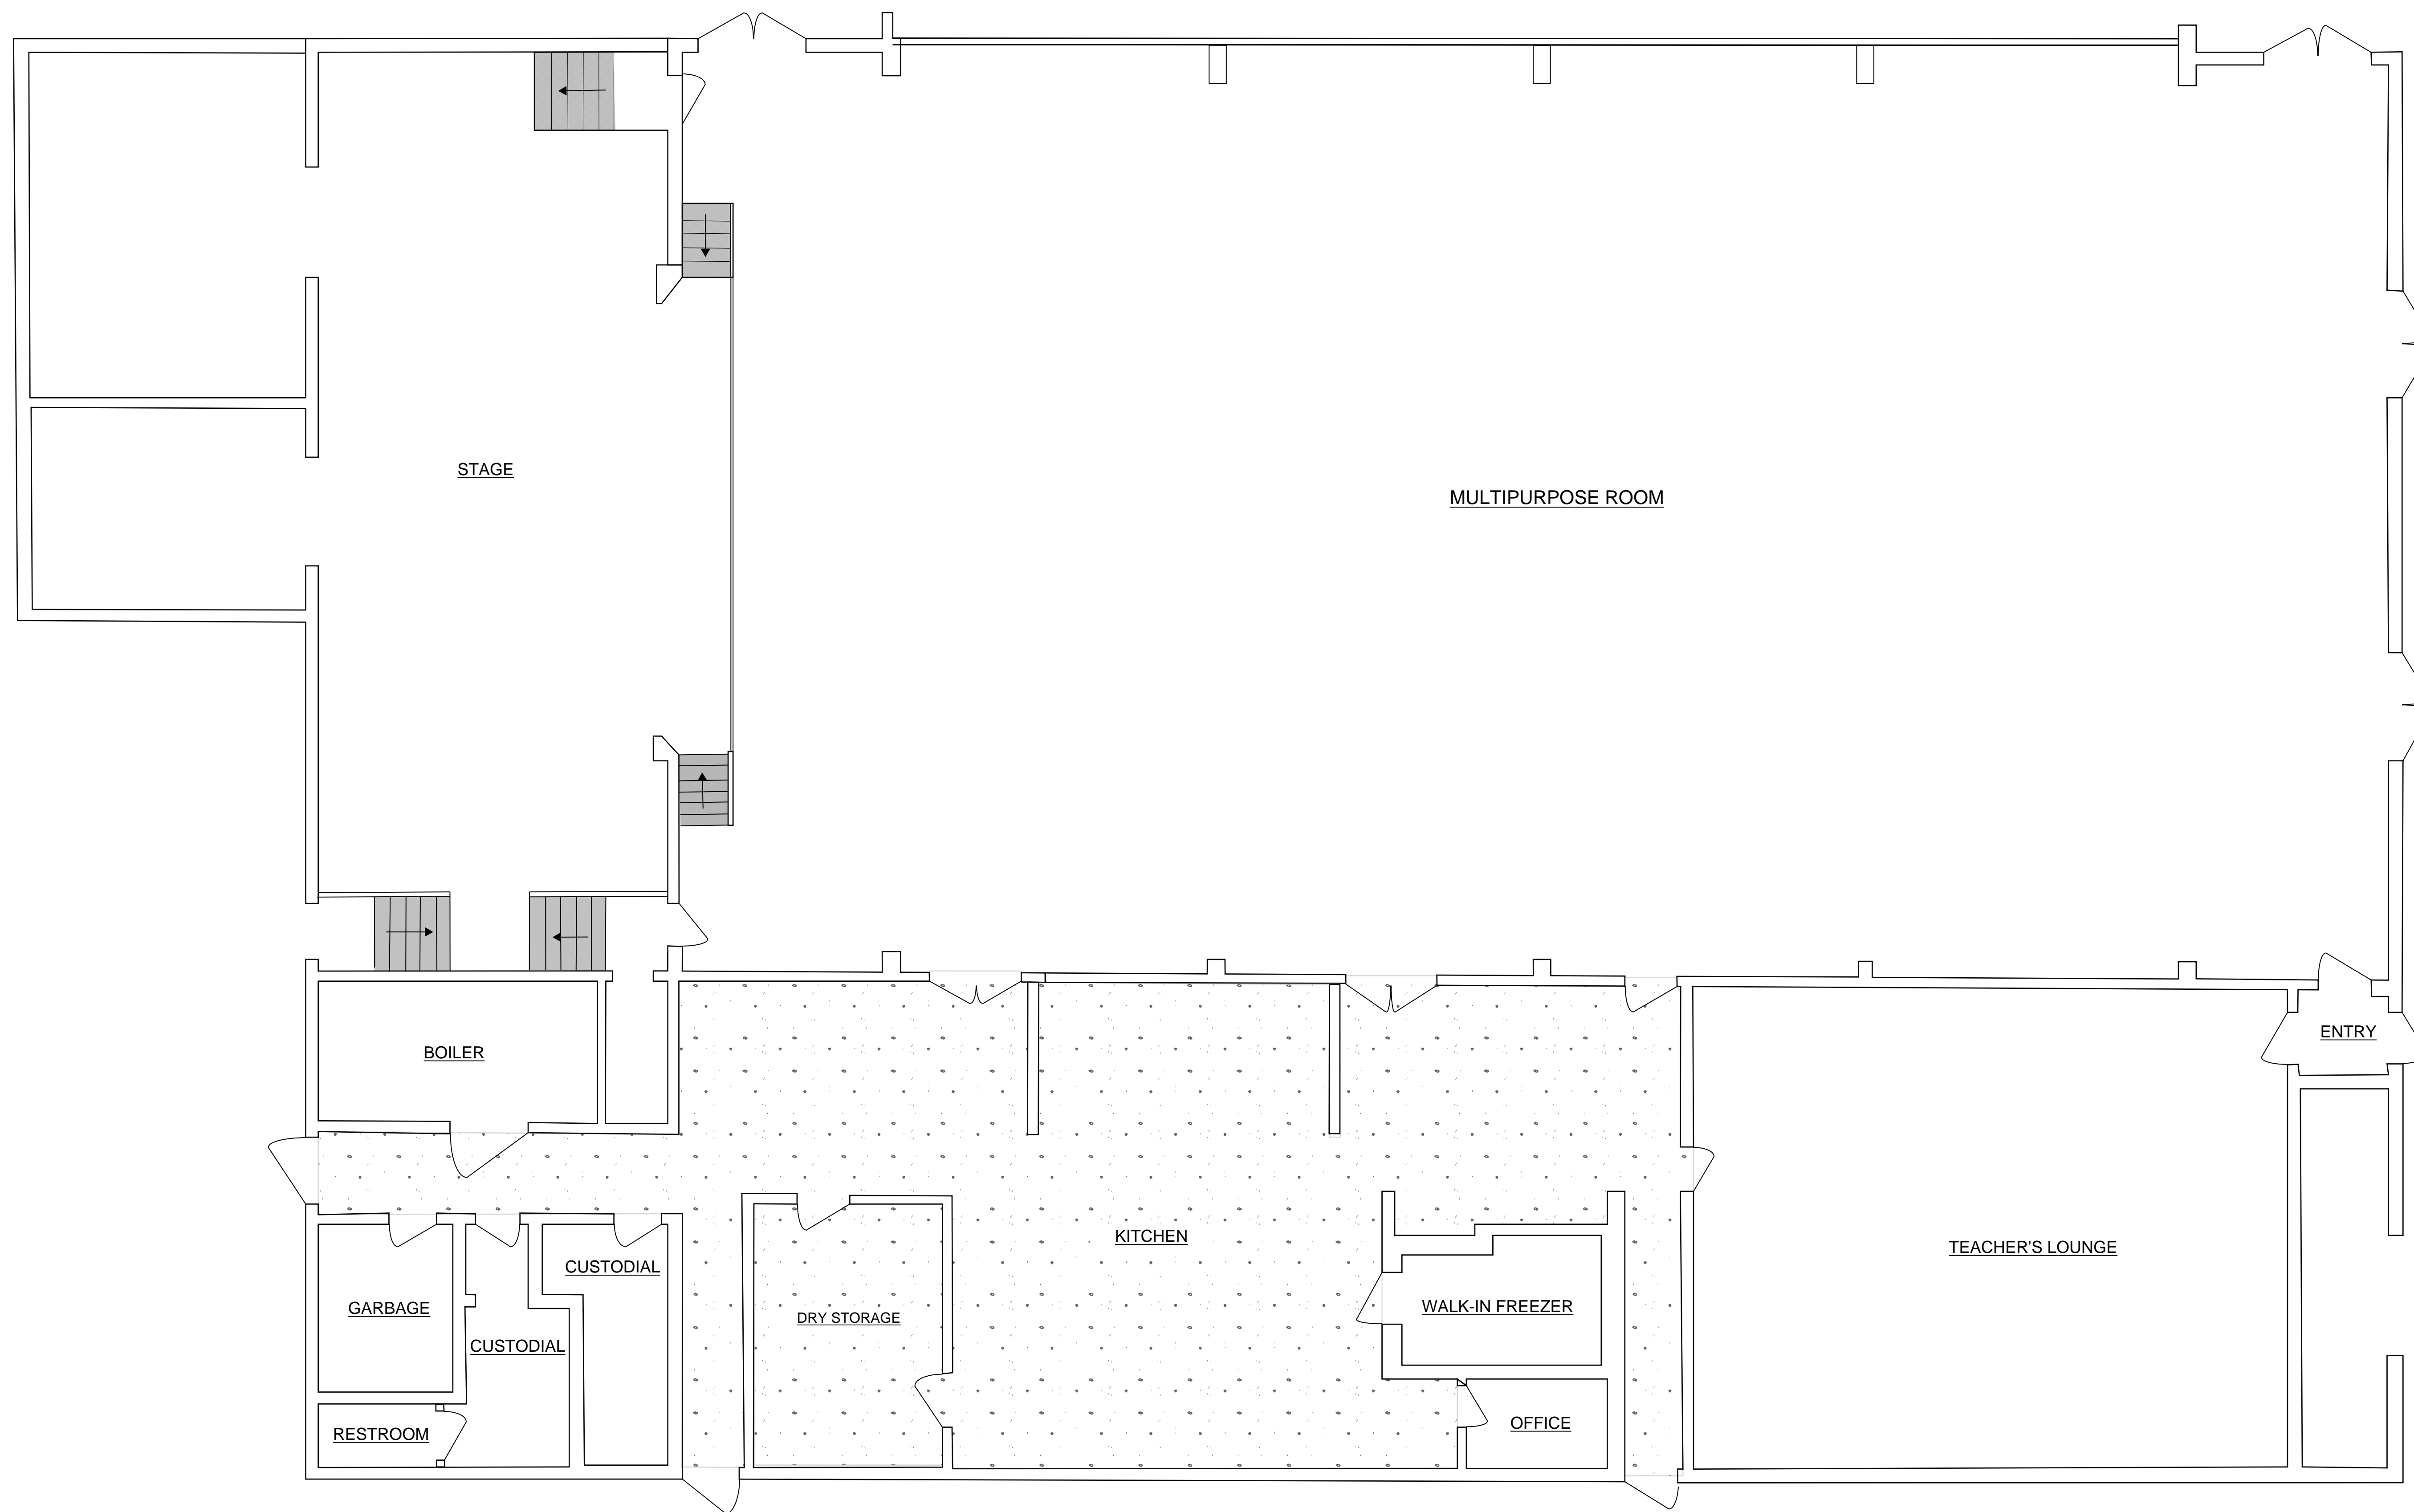 STAGE
MULTIPURPOSE ROOM
ENTRY
BOILER
KITCHEN
TEACHER'S LOUNGE
CUSTODIAL
GARBAGE
WALK-IN FREEZER
DRY STORAGE
CUSTODIAL
OFFICE
RESTROOM